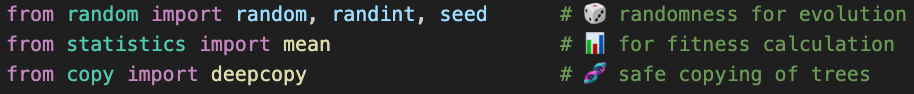 from random import random, randint, seed # 🎲 randomness for evolution
from statistics import mean # 📊 for fitness calculation
from copy import deepcopy # 🧬 safe copying of trees